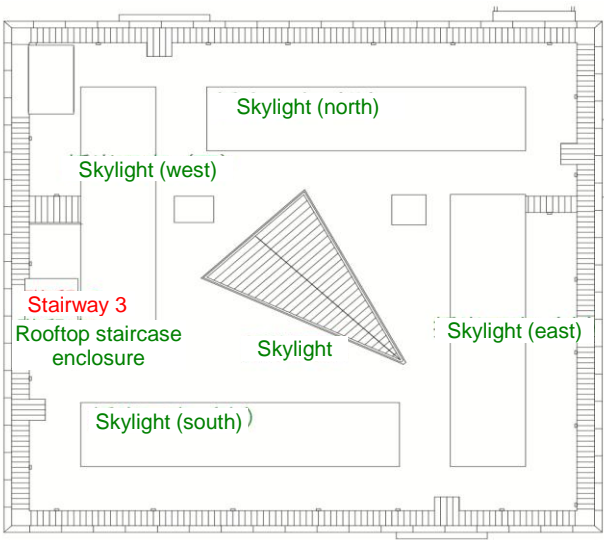 Skylight (north)
Skylight (west)
Stairway 3
Rooftop staircase
enclosure
Skylight
Skylight (east)
Skylight (south) )